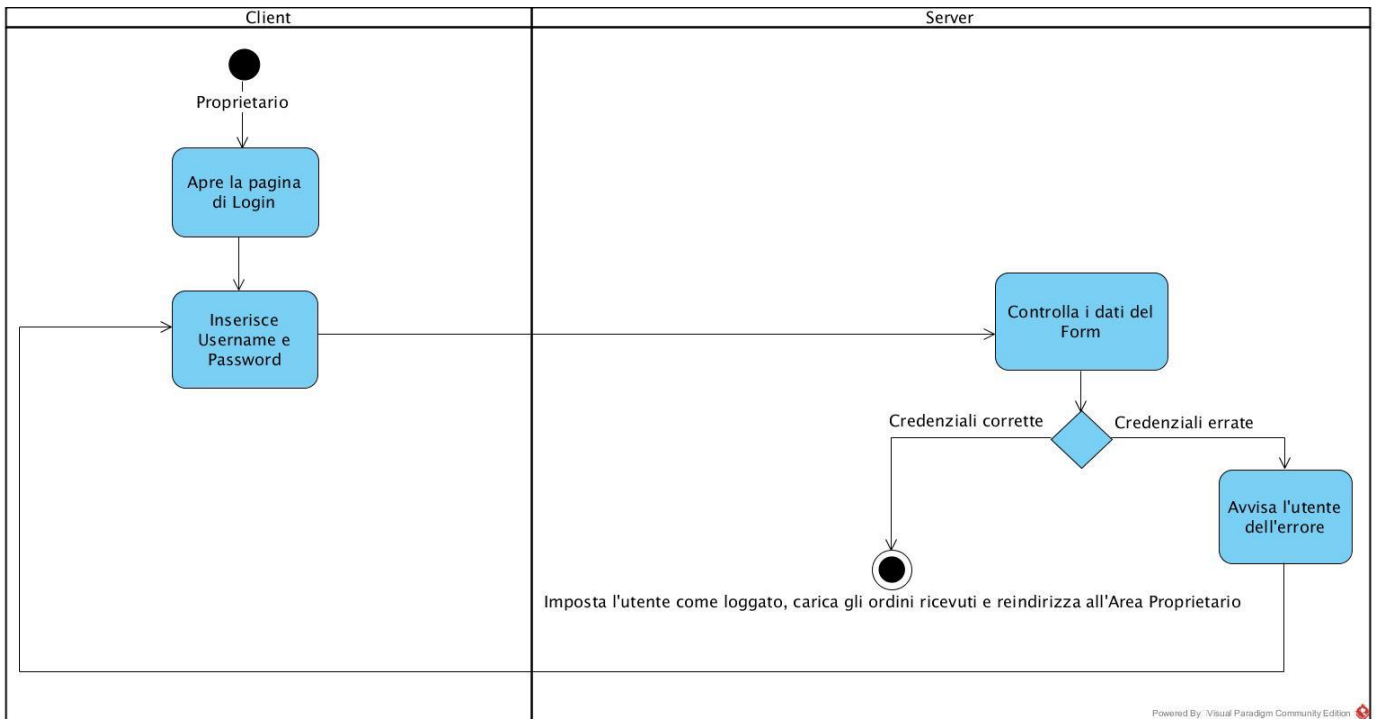 Client
Server
Proprietario
Apre la pagina
di Login
Inserisce
Username e
Password
Controlla i dati del
Form
Credenziali corrette
Credenziali errate
Avvisa l'utente
dell'errore
Imposta l'utente come loggato, carica gli ordini ricevuti e reindirizza all'Area Proprietario
Powered By Visual Paradigm Community Edition